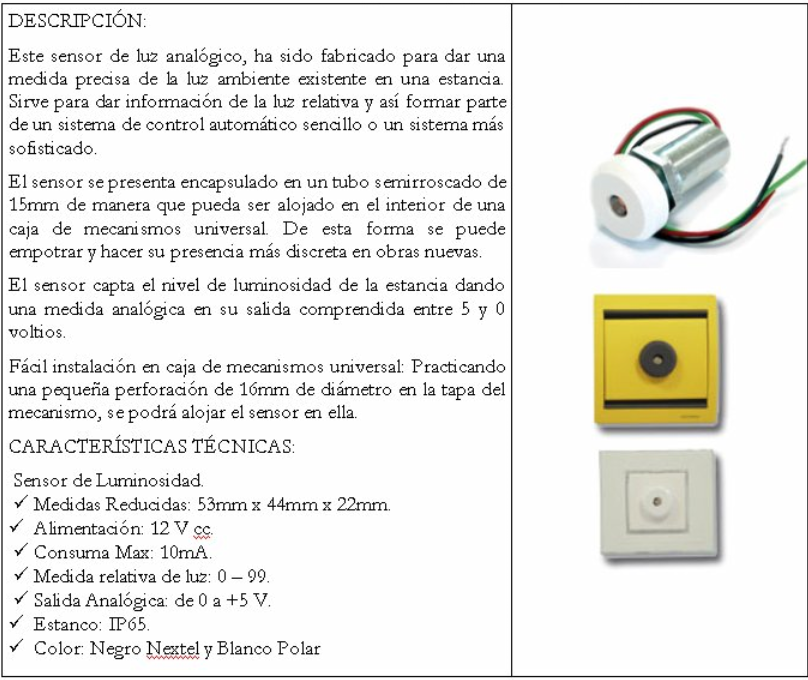 DESCRIPCIÓN:
Este sensor de luz analógico, ha sido fabricado para dar una
medida precisa de la luz ambiente existente en una estancia.
Sirve para dar información de la luz relativa y así formar parte
de un sistema de control automático sencillo o un sistema más
sofisticado.
El sensor se presenta encapsulado en un tubo semirroscado de
15mm de manera que pueda ser alojado en el interior de una
caja de mecanismos universal. De esta forma se puede
empotrar y hacer su presencia más discreta en obras nuevas.
El sensor capta el nivel de luminosidad de la estancia dando
una medida analógica en su salida comprendida entre 5 y 0
voltios.
Fácil instalación en caja de mecanismos universal: Practicando
una pequeña perforación de 16mm de diámetro en la tapa del
mecanismo, se podrá alojar el sensor en ella.
CARACTERÍSTICAS TÉCNICAS:
Sensor de Luminosidad.
✓ Medidas Reducidas: 53mm x 44mm x 22mm.
✓ Alimentación: 12 V cc.
✓ Consuma Max: 10mA.
✓ Medida relativa de luz: 0 – 99.
✓ Salida Analógica: de 0 a +5 V.
✓ Estanco: IP65.
✓ Color: Negro Nextel y Blanco Polar